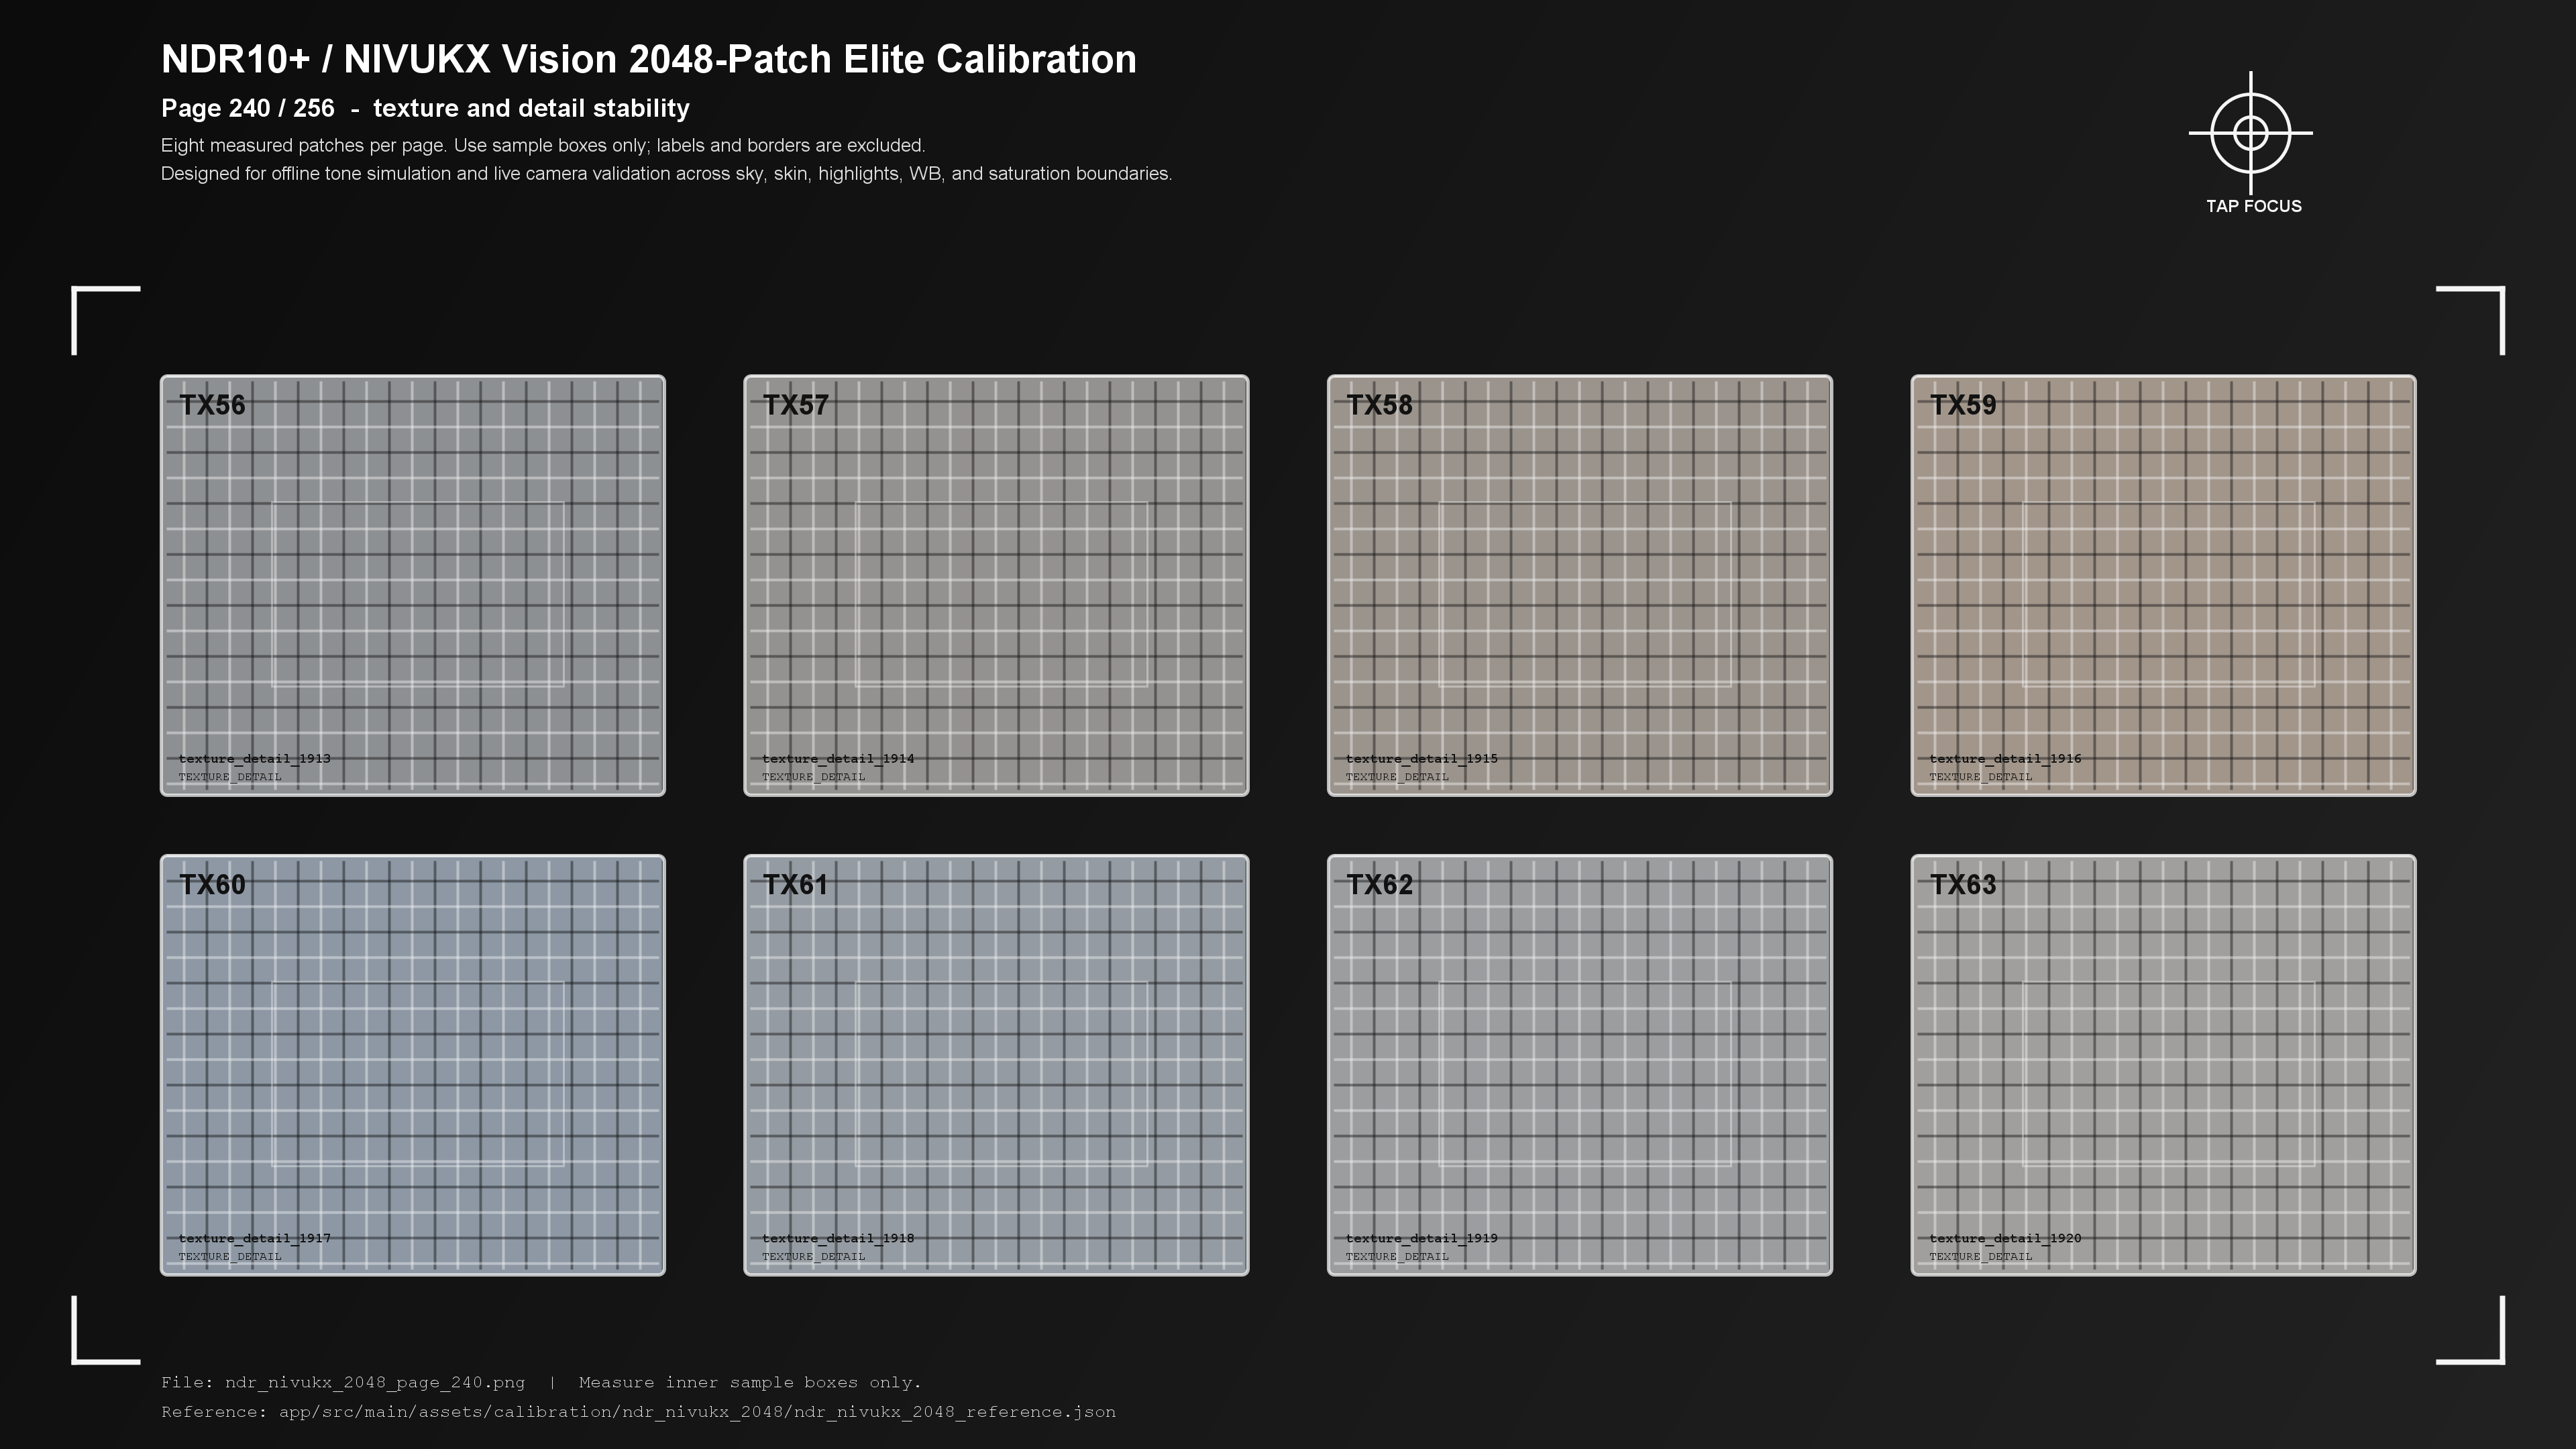 NDR10+ / NIVUKX Vision 2048-Patch Elite Calibration
Page 240 / 256 - texture and detail stability
Eight measured patches per page. Use sample boxes only; labels and borders are excluded.
Designed for offline tone simulation and live camera validation across sky, skin, highlights, WB, and saturation boundaries.
TAP FOCUS
TX56
texture_detail_1913
TEXTURE_DETAIL
TX57
texture_detail_1914
TEXTURE_DETAIL
TX58
texture_detail_1915
TEXTURE_DETAIL
TX59
texture_detail_1916
TEXTURE_DETAIL
TX60
texture_detail_1917
TEXTURE_DETAIL
TX61
texture_detail_1918
TEXTURE_DETAIL
TX62
texture_detail_1919
TEXTURE_DETAIL
TX63
texture_detail_1920
TEXTURE_DETAIL
File: ndr_nivukx_2048_page_240.png | Measure inner sample boxes only.
Reference: app/src/main/assets/calibration/ndr_nivukx_2048/ndr_nivukx_2048_reference.json